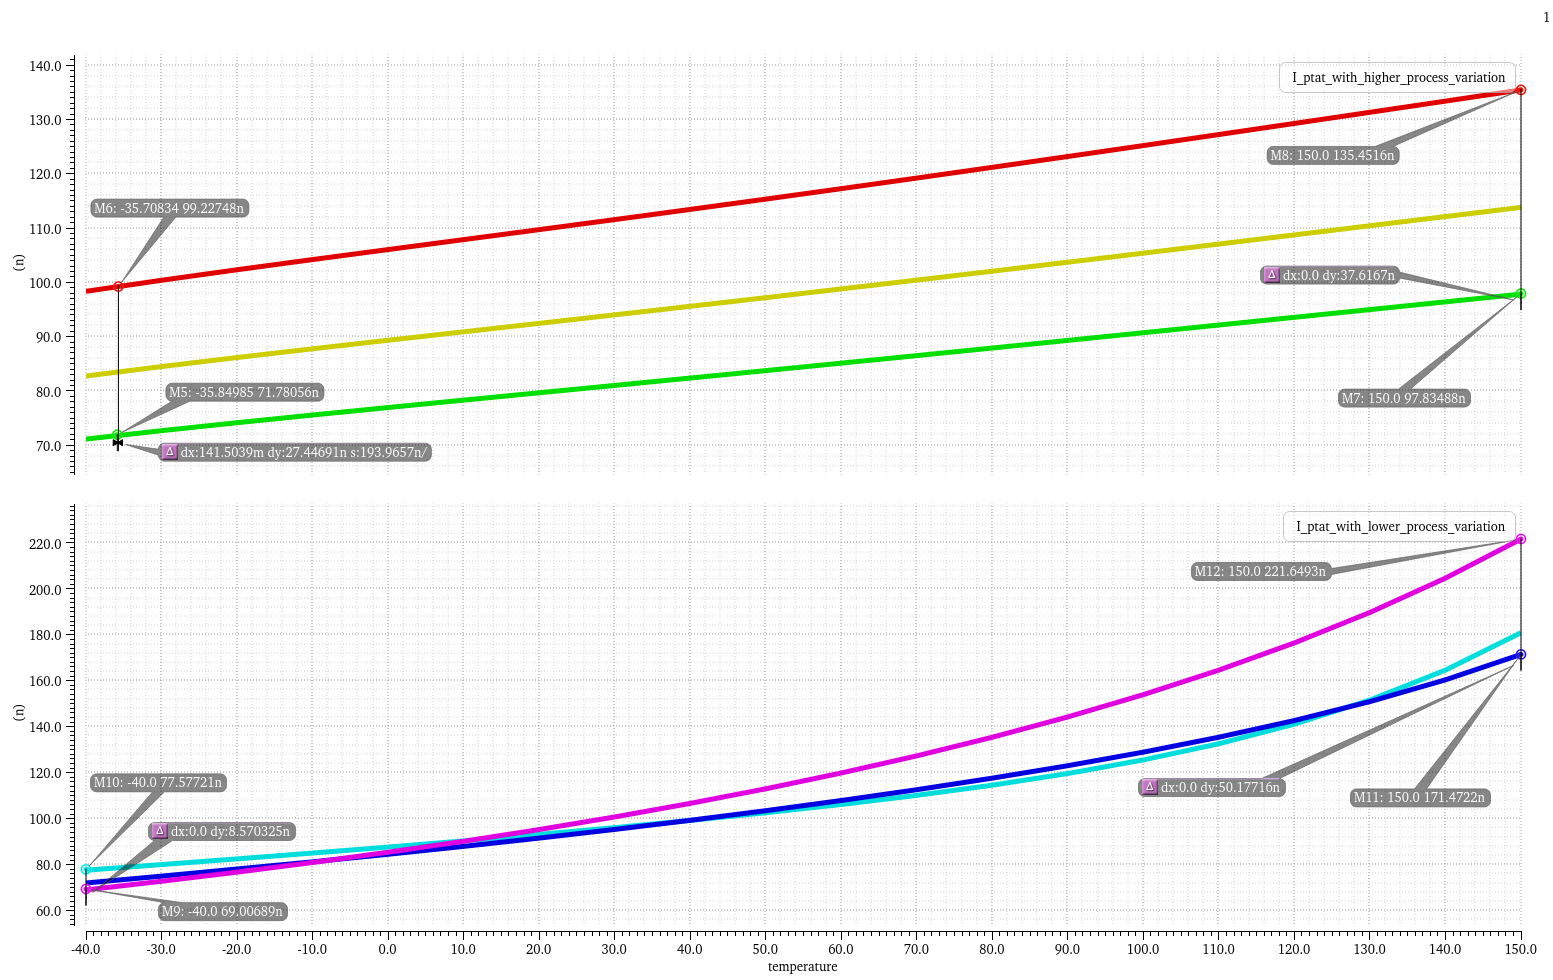 1
I_ptat_with_higher_process_variation
140.0
130.0
120.0
110.0
100.0
90.0
80.0
70.0
(n)
M8: 150.0 135.4516n
M6: -35.70834 99.22748n
Δ dx:0.0 dy:37.6167n
M5: -35.84985 71.78056n
M7: 150.0 97.83488n
Δ dx:141.5039m dy:27.44691n s:193.9657n/
I_ptat_with_lower_process_variation
220.0
200.0
180.0
160.0
140.0
120.0
100.0
80.0
60.0
(n)
M12: 150.0 221.6493n
M10: -40.0 77.57721n
Δ dx:0.0 dy:50.17716n
M11: 150.0 171.4722n
Δ dx:0.0 dy:8.570325n
M9: -40.0 69.00689n
-40.0 -30.0 -20.0 -10.0 0.0 10.0 20.0 30.0 40.0 50.0 60.0 70.0 80.0 90.0 100.0 110.0 120.0 130.0 140.0 150.0
temperature